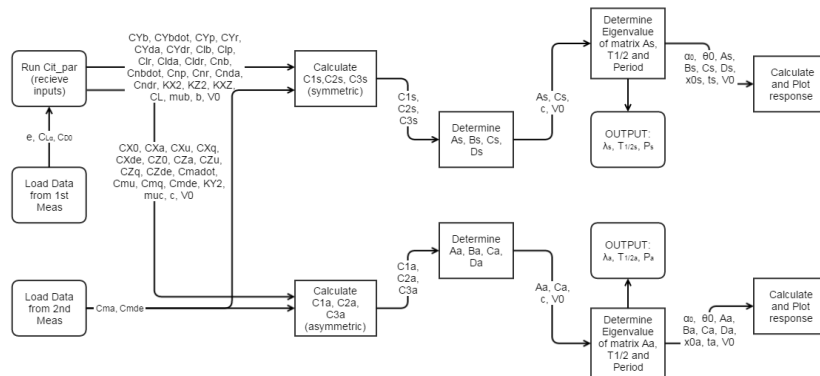 Run Cit_par
(recieve
inputs)
e, CLα, CD0
Load Data
from 1st
Meas
Load Data
from 2nd
Meas
CYb, CYbdot, CYp, CYr,
CYda, CYdr, Clb, Clp,
Clr, Clda, Cldr, Cnb,
Cnbdot, Cnp, Cnr, Cnda,
Cndr, KX2, KZ2, KXZ,
CL, mub, b, V0
CX0, CXa, CXu, CXq,
CXde, CZ0, CZa, CZu,
CZq, CZde, Cmadot,
Cmu, Cmq, Cmde, KY2,
muc, c, V0
Cma, Cmde
Calculate
C1s,C2s, C3s
(symmetric)
C1s,
C2s,
C3s
Determine
As, Bs, Cs,
Ds
As, Cs,
c, V0
Determine
Eigenvalue
of matrix As,
T1/2 and
Period
OUTPUT:
λs, T1/2s, Ps
α0, θ0, As,
Bs, Cs, Ds,
x0s, ts, V0
Calculate
and Plot
response
Calculate
C1a, C2a,
C3a
(asymmetric)
C1a,
C2a,
C3a
Determine
Aa, Ba, Ca,
Da
Aa, Ca,
c, V0
OUTPUT:
λa, T1/2a, Pa
Determine
Eigenvalue
of matrix Aa,
T1/2 and
Period
α0, θ0, Aa,
Ba, Ca, Da,
x0a, ta, V0
Calculate
and Plot
response